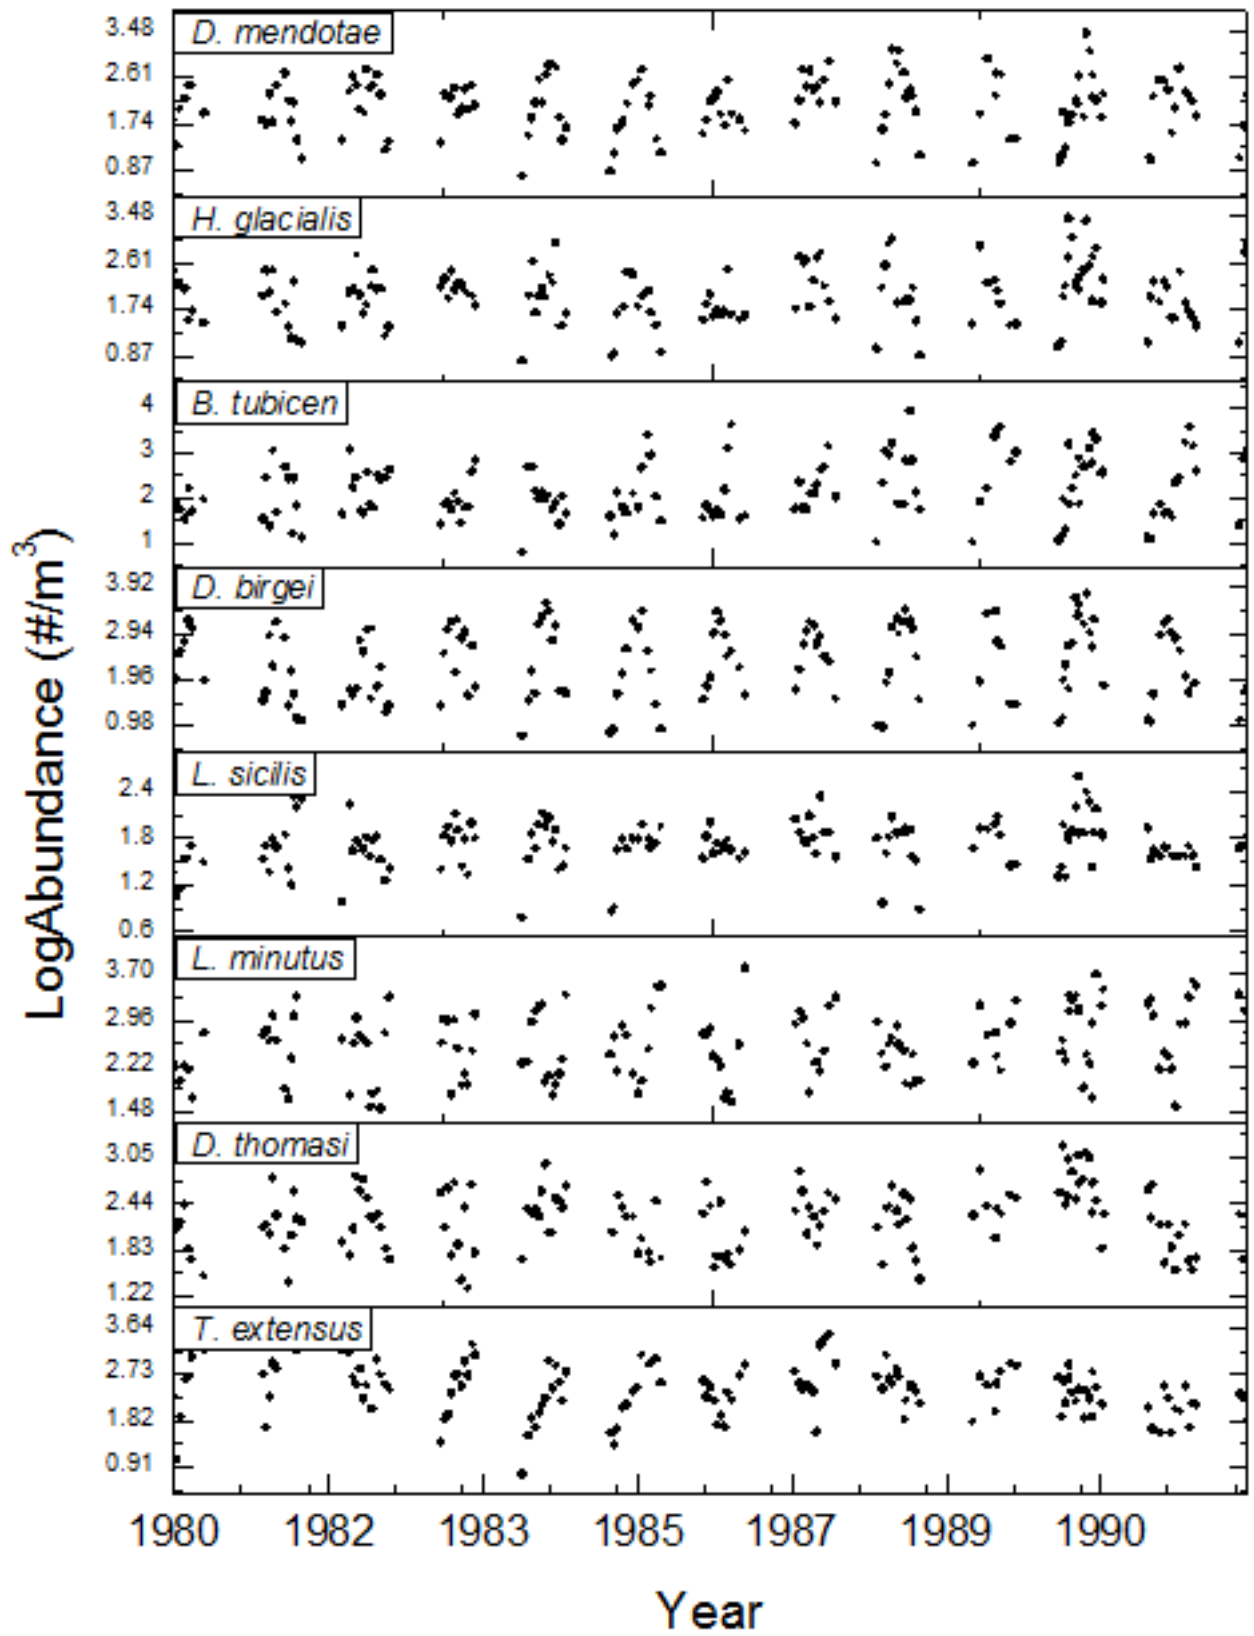 3.48
D. mendotae
2.61
1.74
0.87
3.48
H. glacialis
2.61
1.74
0.87
4
B. tubicen
3
2
1
3.92
D. birgei
2.94
1.96
0.98
2.4
L. sicilis
1.8
1.2
0.6
3.70
L. minutus
2.96
2.22
1.48
3.05
D. thomasi
2.44
1.83
1.22
3.64
T. extensus
2.73
1.82
0.91
LogAbundance (#/m³)
1980 1982 1983 1985 1987 1989 1990
Year